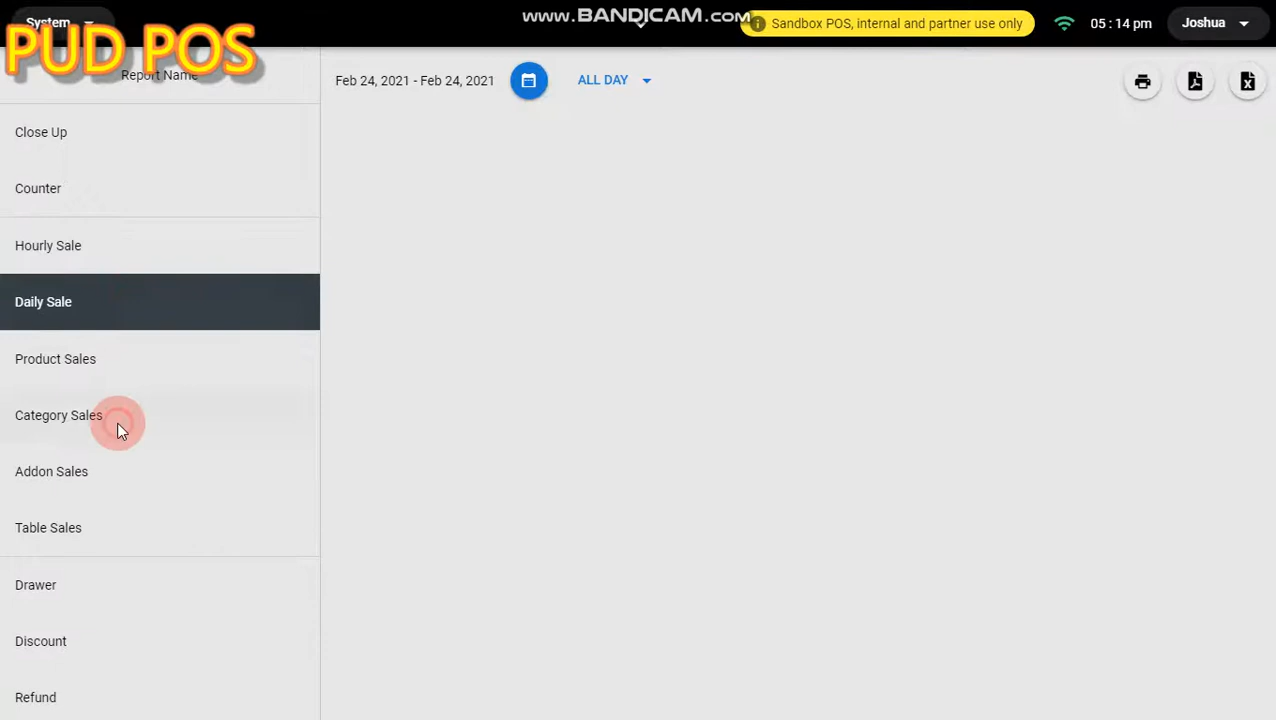 System
WWW.BANDICAM.COM
Sandbox POS, internal and partner use only
05 : 14 pm
Joshua
PUD POS
Report Name
Feb 24, 2021 - Feb 24, 2021
ALL DAY
Close Up
Counter
Hourly Sale
Daily Sale
Product Sales
Category Sales
Addon Sales
Table Sales
Drawer
Discount
Refund